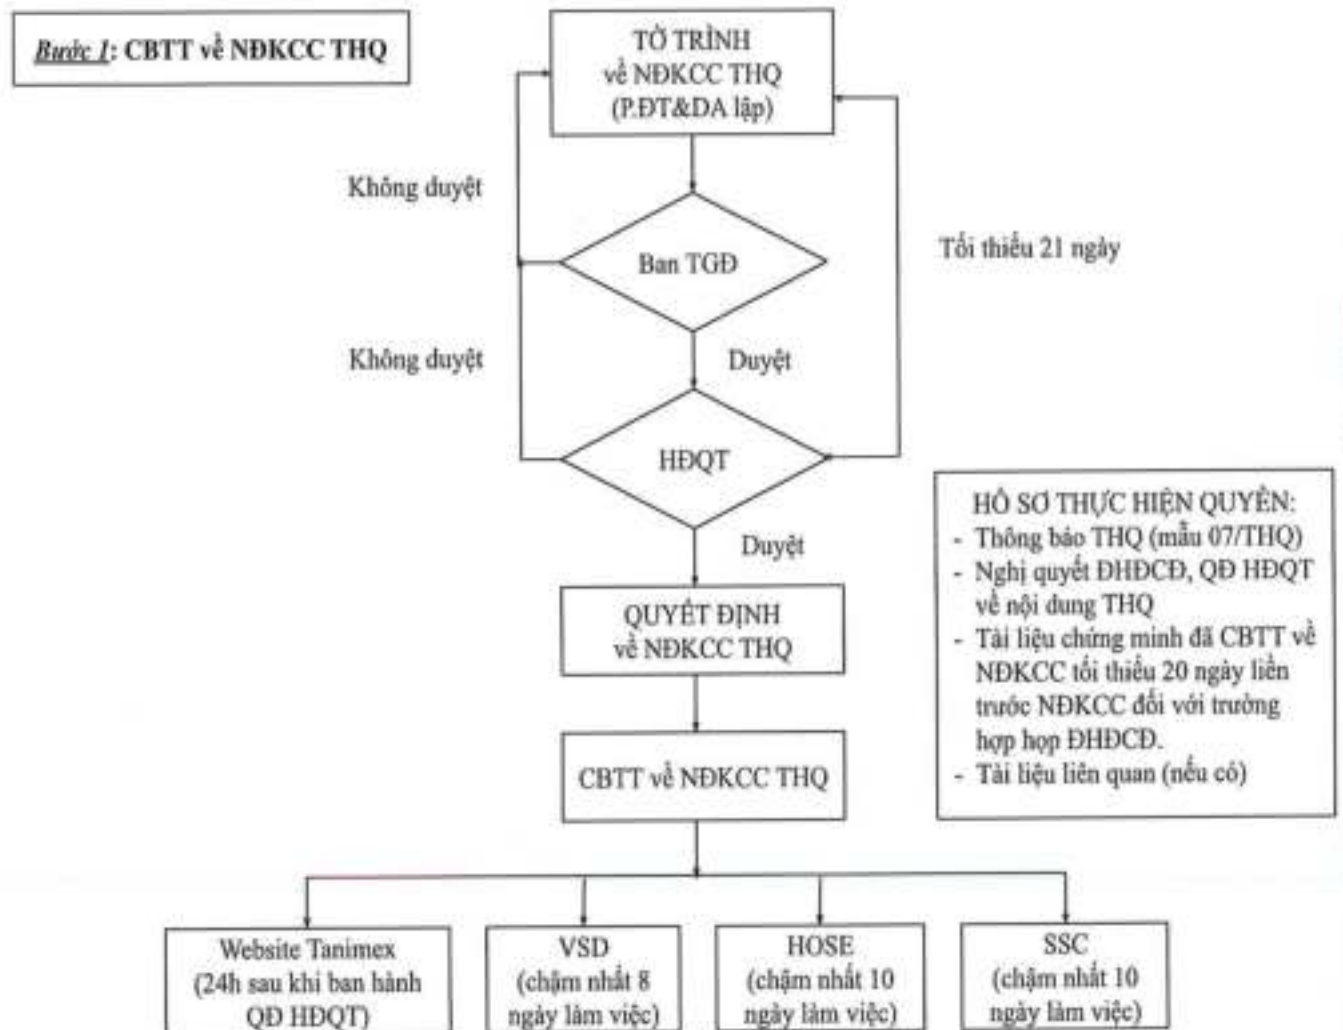 Bước 1: CBTT về NĐKCC THQ
TỜ TRÌNH
về NĐKCC THQ
(P.ĐT&DA lập)
Không duyệt
Ban TGĐ
Tối thiểu 21 ngày
Không duyệt
Duyệt
HĐQT
Duyệt
HỒ SƠ THỰC HIỆN QUYỀN:
- Thông báo THQ (mẫu 07/THQ)
- Nghị quyết ĐHĐCĐ, QĐ HĐQT
về nội dung THQ
- Tài liệu chứng minh đã CBTT về
NĐKCC tối thiểu 20 ngày liền
trước NĐKCC đối với trường
hợp họp ĐHĐCĐ.
- Tài liệu liên quan (nếu có)
QUYẾT ĐỊNH
về NĐKCC THQ
CBTT về NĐKCC THQ
Website Tanimex
(24h sau khi ban hành
QĐ HĐQT)
VSD
(chậm nhất 8
ngày làm việc)
HOSE
(chậm nhất 10
ngày làm việc)
SSC
(chậm nhất 10
ngày làm việc)